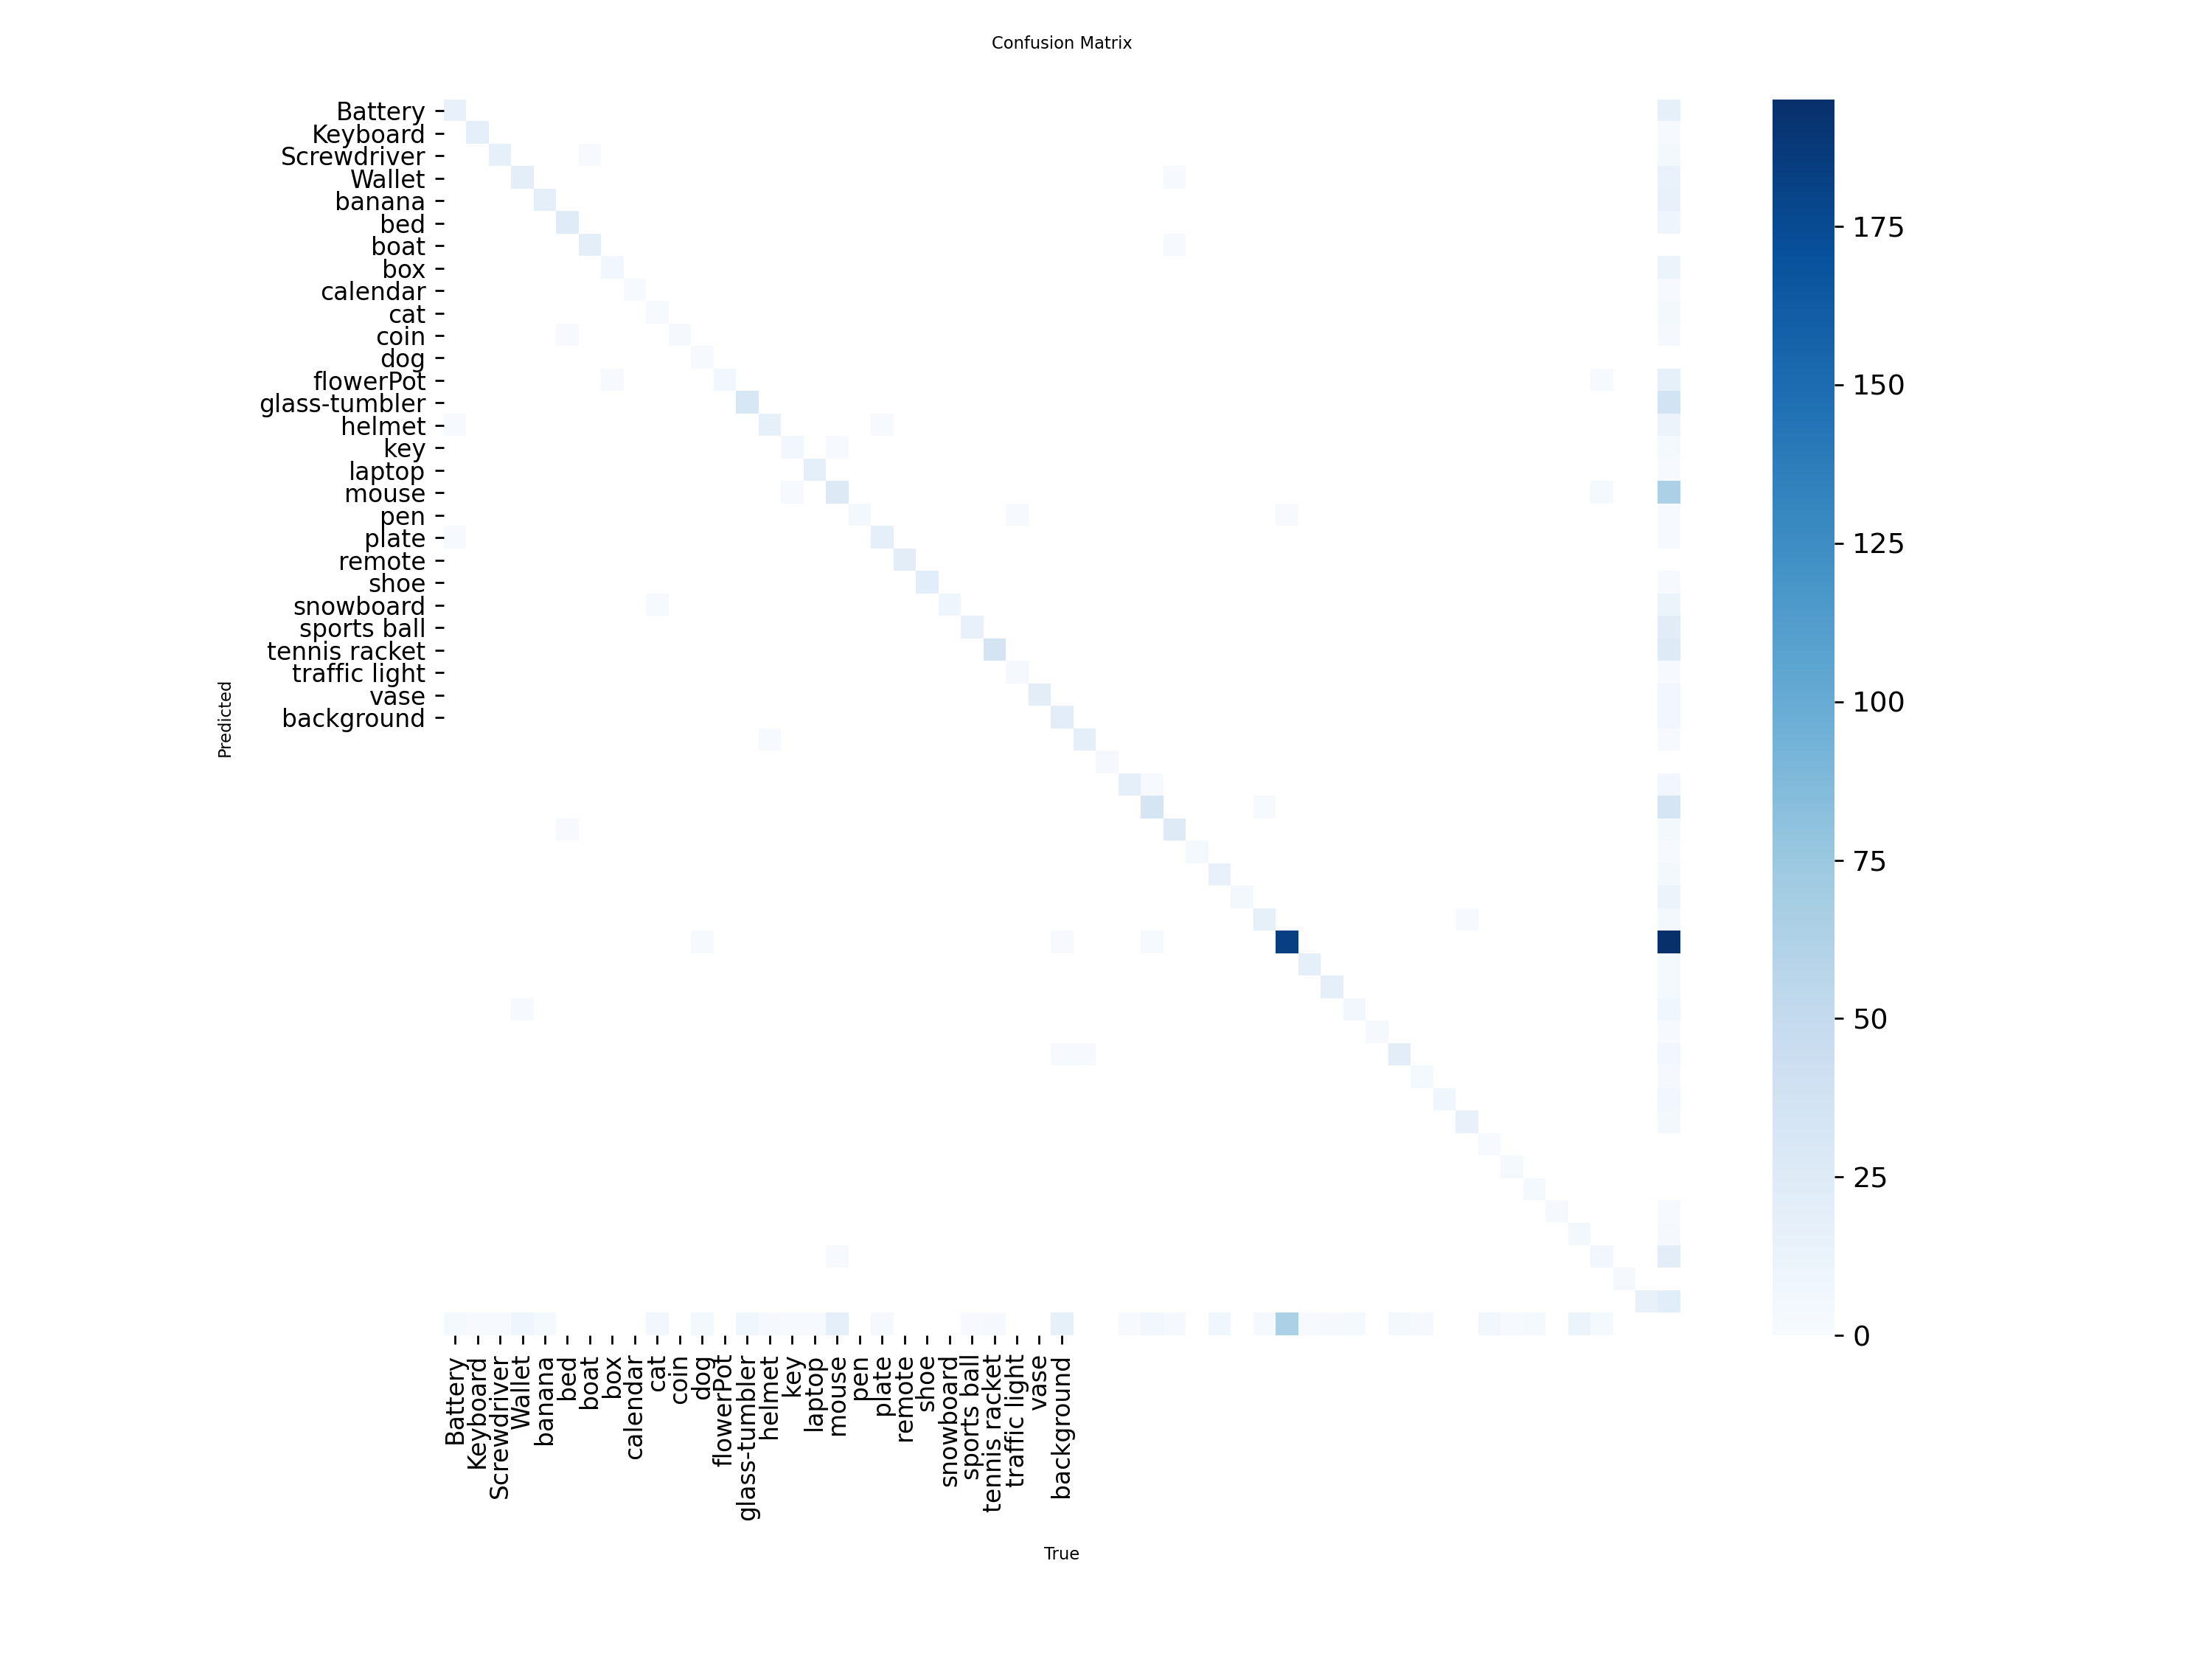 Confusion Matrix
Battery
Keyboard
Screwdriver
Wallet
banana
bed
boat
box
calendar
cat
coin
dog
flowerPot
glass-tumbler
helmet
key
laptop
mouse
pen
plate
remote
shoe
snowboard
sports ball
tennis racket
traffic light
vase
background
Predicted
175
150
125
100
75
50
25
0
Battery
Keyboard
Screwdriver
Wallet
banana
bed
boat
box
calendar
cat
coin
dog
flowerPot
glass-tumbler
helmet
key
laptop
mouse
pen
plate
remote
shoe
snowboard
sports ball
tennis racket
traffic light
vase
background
True